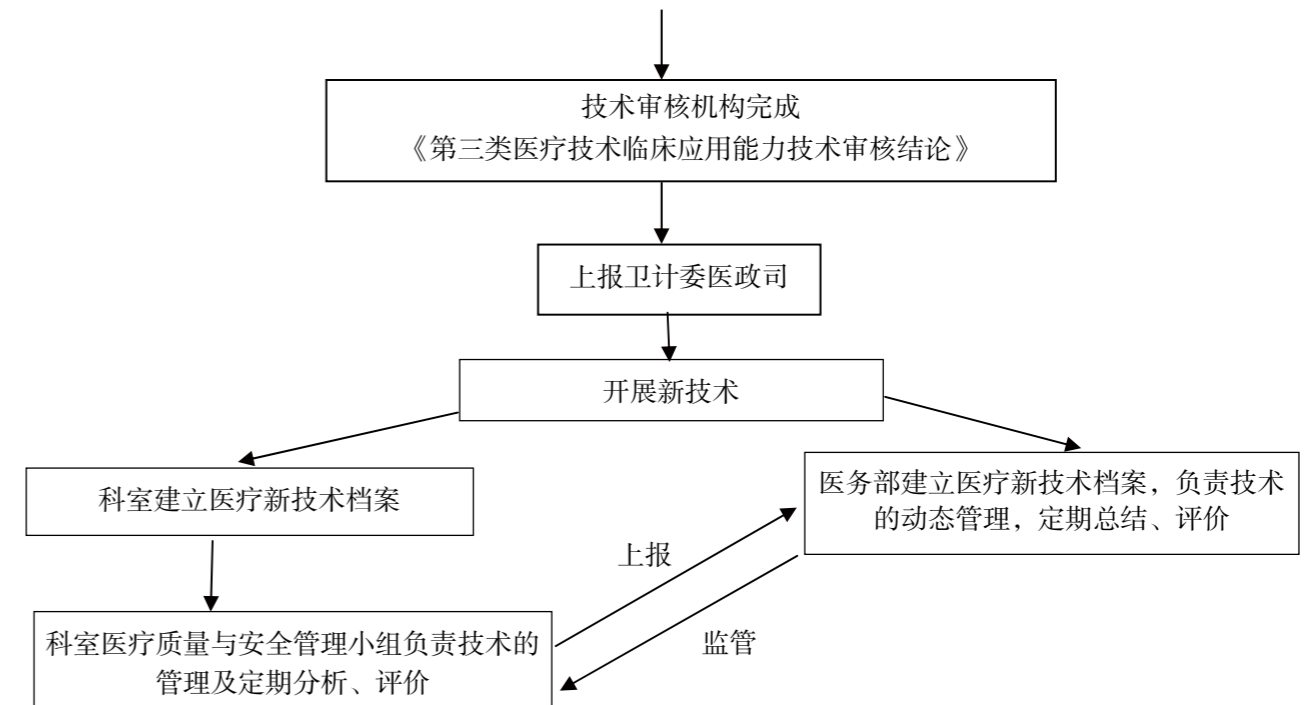 技术审核机构完成
《第三类医疗技术临床应用能力技术审核结论》
上报卫计委医政司
开展新技术
科室建立医疗新技术档案
医务部建立医疗新技术档案，负责技术
的动态管理，定期总结、评价
上报
监管
科室医疗质量与安全管理小组负责技术的
管理及定期分析、评价